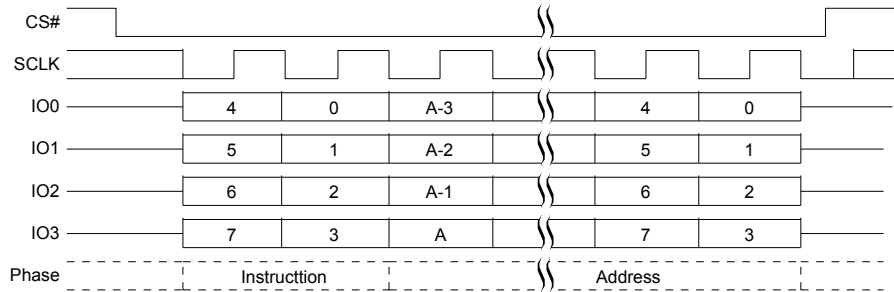 CS#
SCLK
IO0 4 0 A-3 4 0
IO1 5 1 A-2 5 1
IO2 6 2 A-1 6 2
IO3 7 3 A 7 3
Phase Instructtion Address